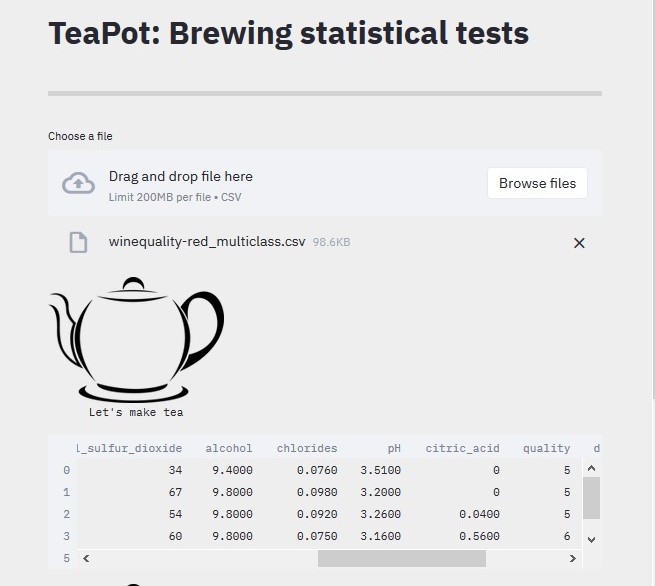 TeaPot: Brewing statistical tests
Choose a file
Drag and drop file here
Limit 200MB per file • CSV
Browse files
winequality-red_multiclass.csv 98.6KB
Let's make tea
l_sulfur_dioxide alcohol chlorides pH citric_acid quality d
0 34 9.4000 0.0760 3.5100 0 5
1 67 9.8000 0.0980 3.2000 0 5
2 54 9.8000 0.0920 3.2600 0.0400 5
3 60 9.8000 0.0750 3.1600 0.5600 6
5